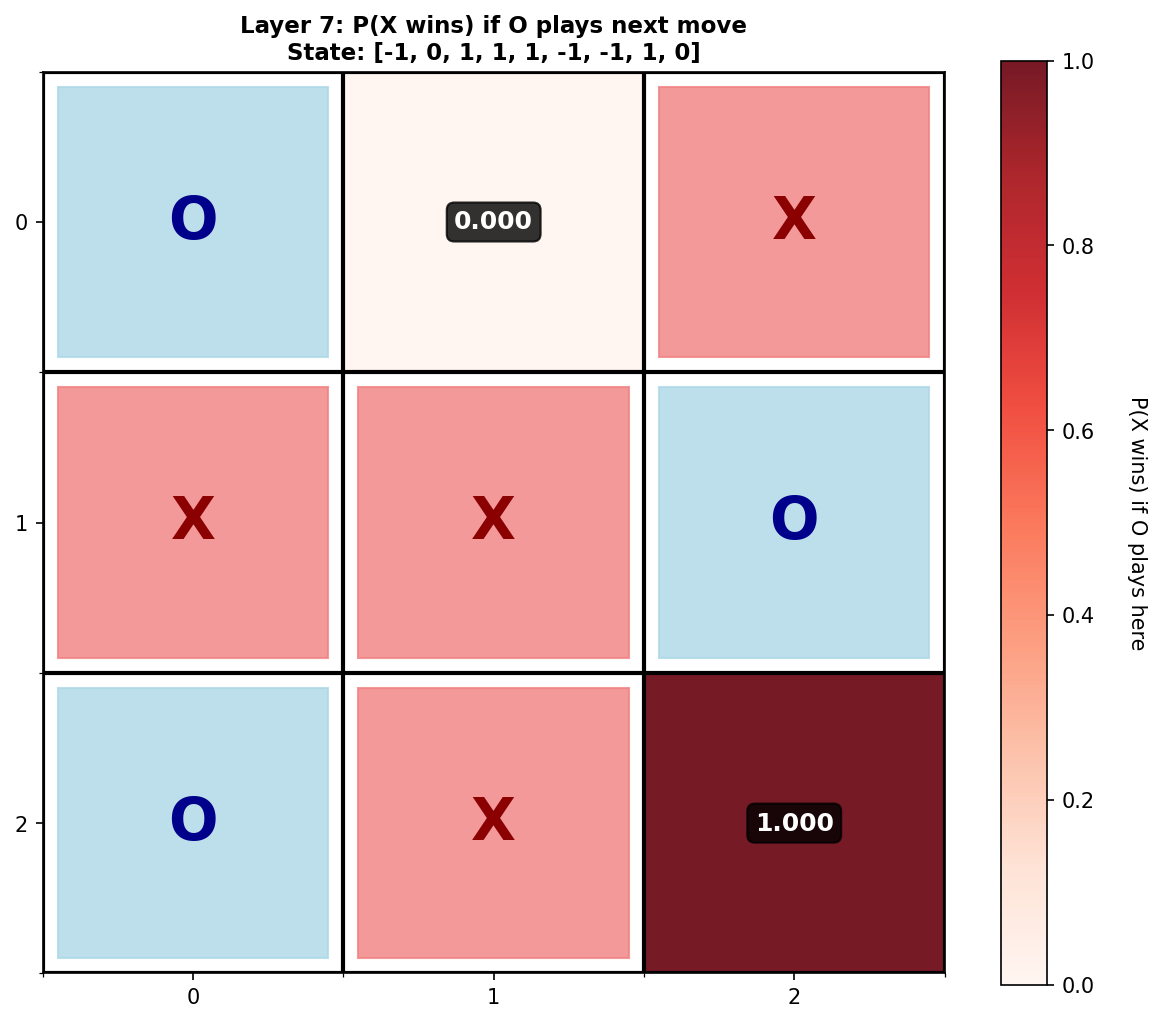 Layer 7: P(X wins) if O plays next move
State: [-1, 0, 1, 1, 1, -1, -1, 1, 0]
0
O
0.000
X
1
X
X
O
2
O
X
1.000
0
1
2
1.0
0.8
0.6
0.4
0.2
0.0
P(X wins) if O plays here